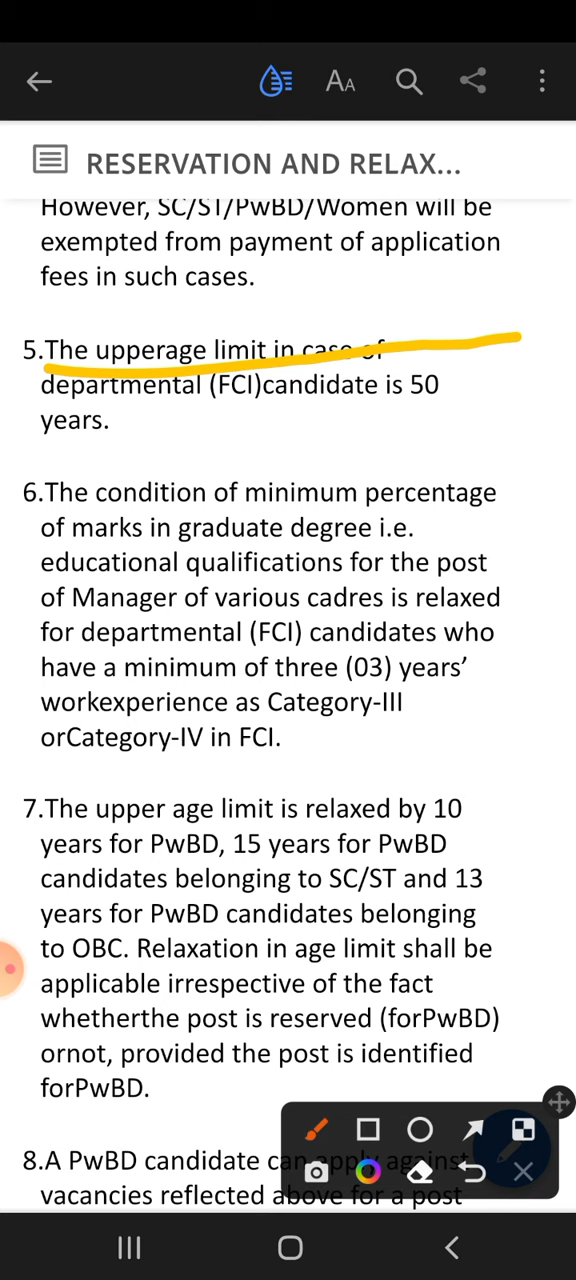 AA
RESERVATION AND RELAX...
However, SC/ST/PwBD/Women will be
exempted from payment of application
fees in such cases.
5.The upperage limit in case of
departmental (FCI)candidate is 50
years.
6.The condition of minimum percentage
of marks in graduate degree i.e.
educational qualifications for the post
of Manager of various cadres is relaxed
for departmental (FCI) candidates who
have a minimum of three (03) years’
workexperience as Category-III
orCategory-IV in FCI.
7.The upper age limit is relaxed by 10
years for PwBD, 15 years for PwBD
candidates belonging to SC/ST and 13
years for PwBD candidates belonging
to OBC. Relaxation in age limit shall be
applicable irrespective of the fact
whetherthe post is reserved (forPwBD)
ornot, provided the post is identified
forPwBD.
8.A PwBD candidate can apply against
vacancies reflected above for a post